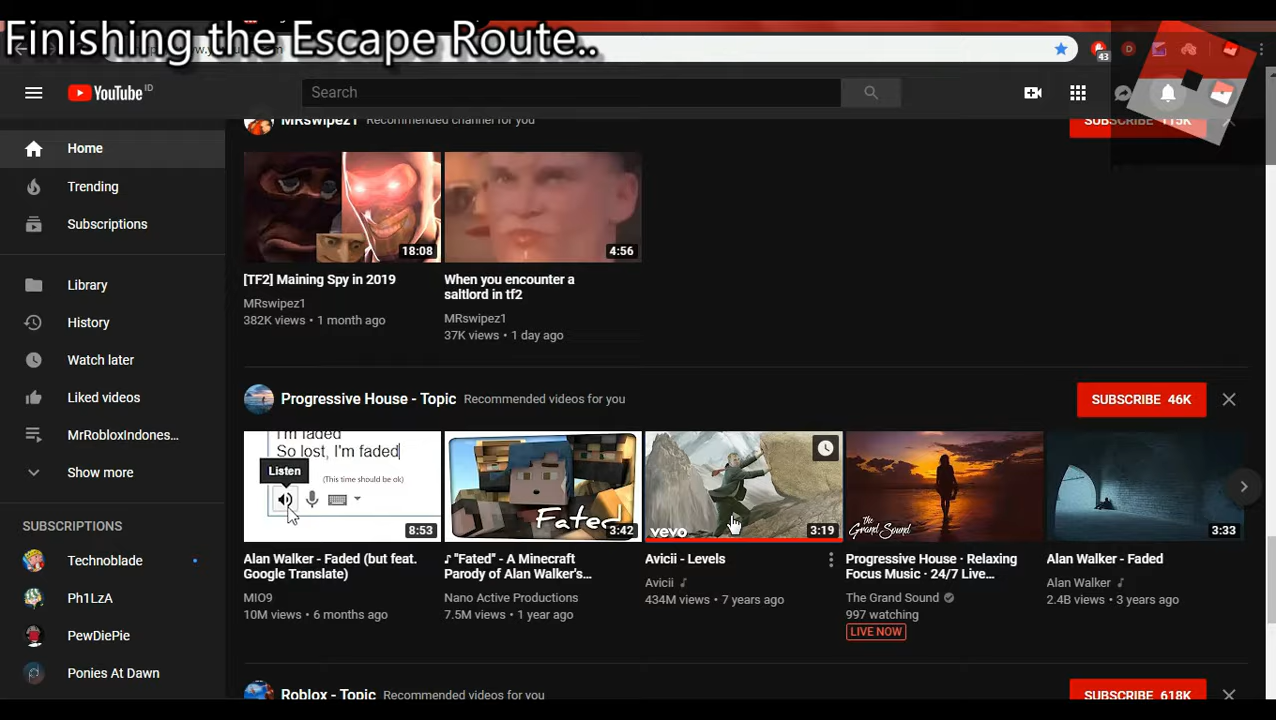 Finishing the Escape Route..
43
YouTube ID
Search
MRswipez1 Recommended channel for you
SUBSCRIBE 115K
Home
Trending
Subscriptions
Library
History
Watch later
Liked videos
MrRobloxIndones...
Show more
SUBSCRIPTIONS
Technoblade
Ph1LzA
PewDiePie
Ponies At Dawn
18:08
4:56
[TF2] Maining Spy in 2019
MRswipez1
382K views • 1 month ago
When you encounter a
saltlord in tf2
MRswipez1
37K views • 1 day ago
Progressive House - Topic Recommended videos for you
SUBSCRIBE 46K
I'm faded
So lost, I'm faded
Listen
(This time should be ok)
8:53
Alan Walker - Faded (but feat.
Google Translate)
MIO9
10M views • 6 months ago
Fated
3:42
♪ "Fated" - A Minecraft
Parody of Alan Walker's...
Nano Active Productions
7.5M views • 1 year ago
vevo
3:19
Avicii - Levels
Avicii
434M views • 7 years ago
The Grand Sound
Progressive House · Relaxing
Focus Music · 24/7 Live...
The Grand Sound
997 watching
LIVE NOW
3:33
Alan Walker - Faded
Alan Walker
2.4B views • 3 years ago
Roblox - Topic Recommended videos for you
SUBSCRIBE 618K